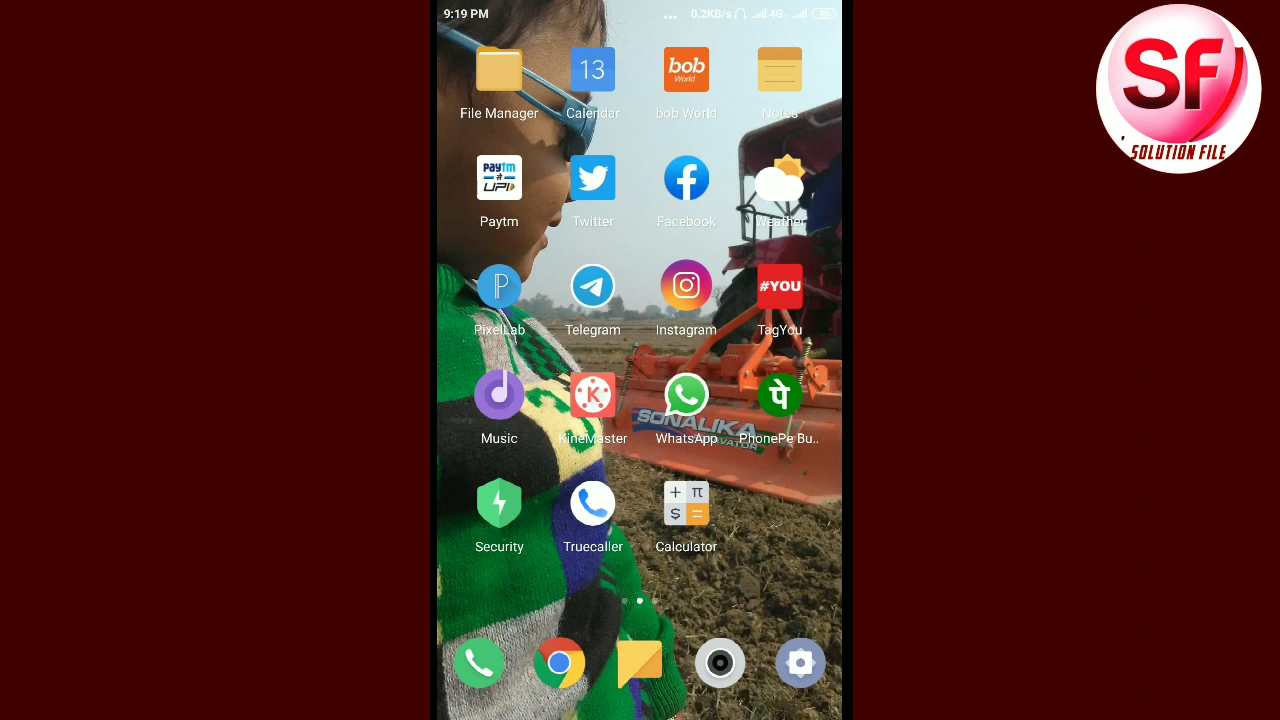 9:19 PM
... 0.2KB/s 4G
SF
SOLUTION FILE
13
bob
World
File Manager
Calendar
bob World
Notes
paytm
से
UPI
Paytm
Twitter
Facebook
Weather
P
#YOU
PixelLab
Telegram
Instagram
TagYou
K
पे
SONALIKA
Music
KineMaster
WhatsApp
PhonePe Bu..
+ π
$ =
Security
Truecaller
Calculator